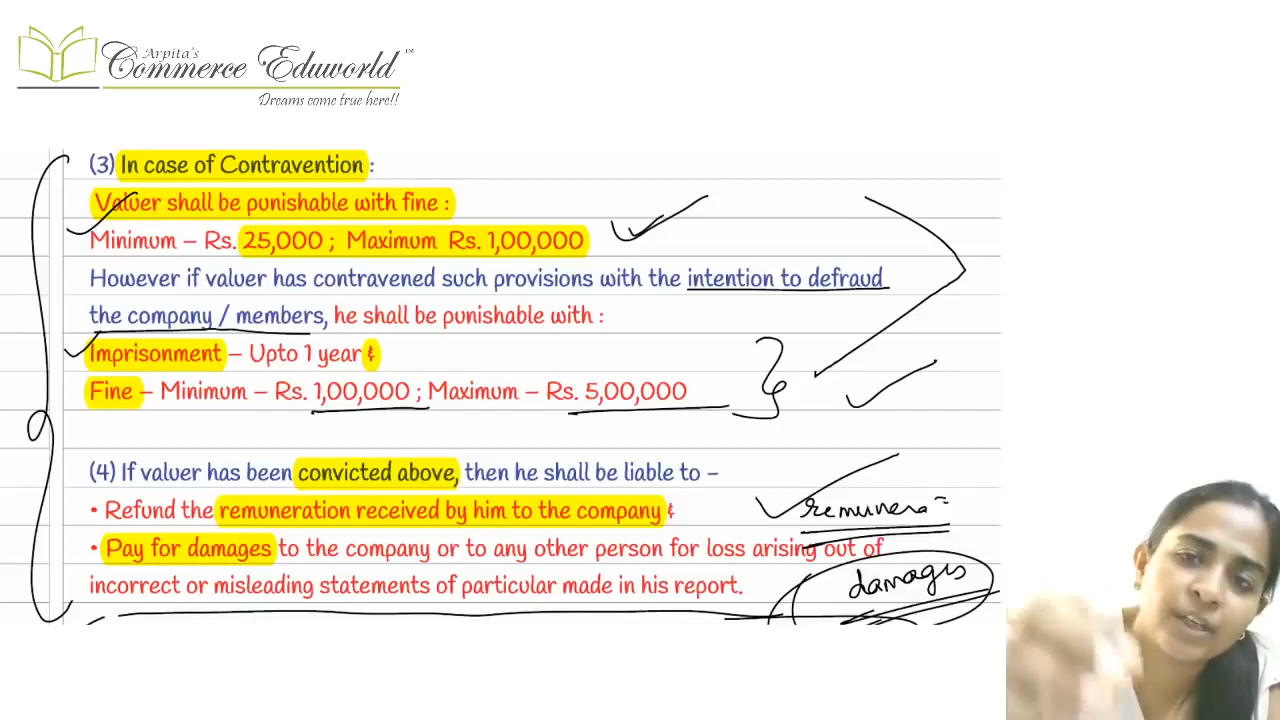 Arpita's
Commerce Eduworld™
Dreams come true here!!
(3) In case of Contravention :
Valuer shall be punishable with fine :
Minimum – Rs. 25,000 ; Maximum Rs. 1,00,000
However if valuer has contravened such provisions with the intention to defraud
the company / members, he shall be punishable with :
Imprisonment – Upto 1 year &
Fine – Minimum – Rs. 1,00,000 ; Maximum – Rs. 5,00,000
(4) If valuer has been convicted above, then he shall be liable to –
• Refund the remuneration received by him to the company &
remunera=
• Pay for damages to the company or to any other person for loss arising out of
incorrect or misleading statements of particular made in his report.
damages